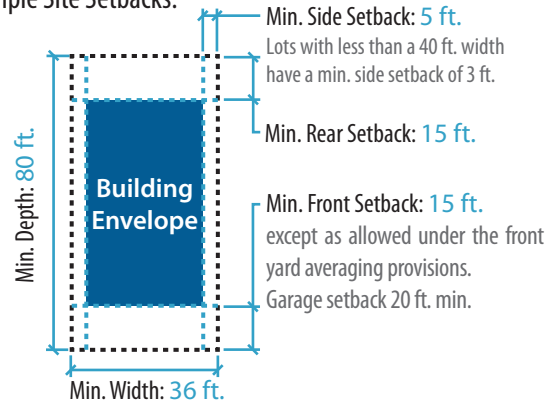 Site Setbacks:
Min. Side Setback: 5 ft.
Lots with less than a 40 ft. width
have a min. side setback of 3 ft.
Min. Rear Setback: 15 ft.
Min. Depth: 80 ft.
Building
Envelope
Min. Front Setback: 15 ft.
except as allowed under the front
yard averaging provisions.
Garage setback 20 ft. min.
Min. Width: 36 ft.